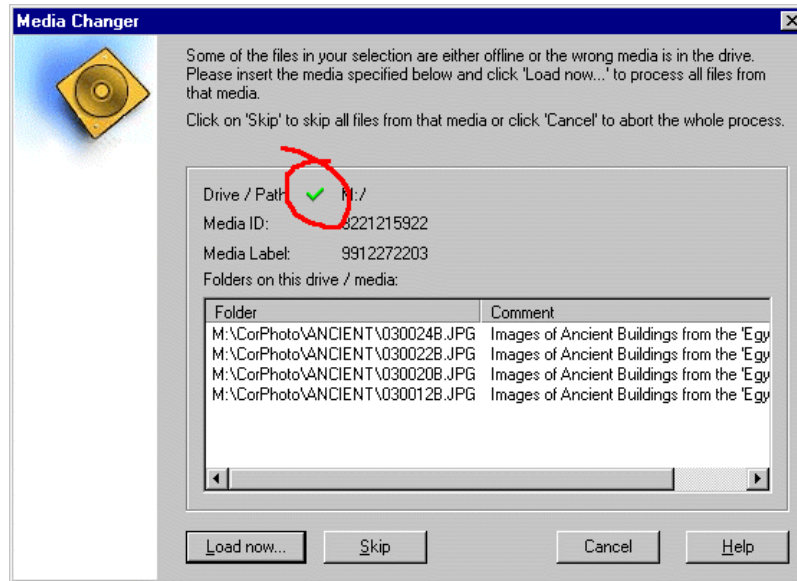 Media Changer
Some of the files in your selection are either offline or the wrong media is in the drive.
Please insert the media specified below and click 'Load now...' to process all files from
that media.
Click on 'Skip' to skip all files from that media or click 'Cancel' to abort the whole process.
Drive / Path M:/
Media ID: 8221215922
Media Label: 9912272203
Folders on this drive / media:
Folder Comment
M:\CorPhoto\ANCIENT\030024B.JPG Images of Ancient Buildings from the 'Egy
M:\CorPhoto\ANCIENT\030022B.JPG Images of Ancient Buildings from the 'Egy
M:\CorPhoto\ANCIENT\030020B.JPG Images of Ancient Buildings from the 'Egy
M:\CorPhoto\ANCIENT\030012B.JPG Images of Ancient Buildings from the 'Egy
Load now... Skip Cancel Help